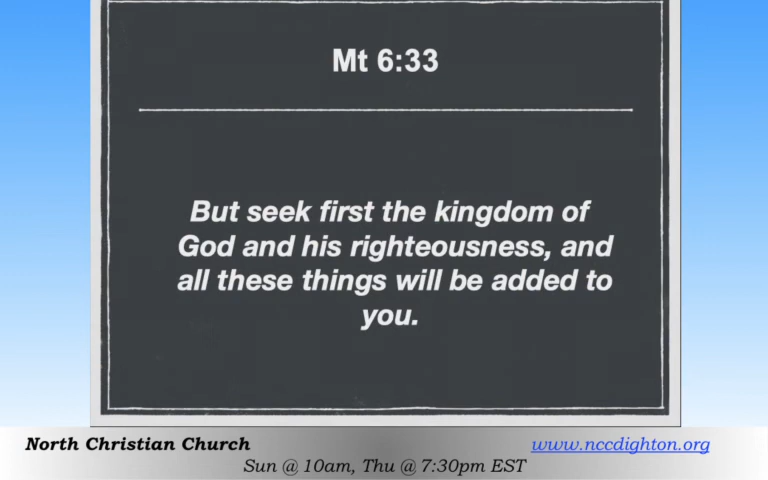 Mt 6:33
But seek first the kingdom of
God and his righteousness, and
all these things will be added to
you.
North Christian Church
www.nccdighton.org
Sun @ 10am, Thu @ 7:30pm EST